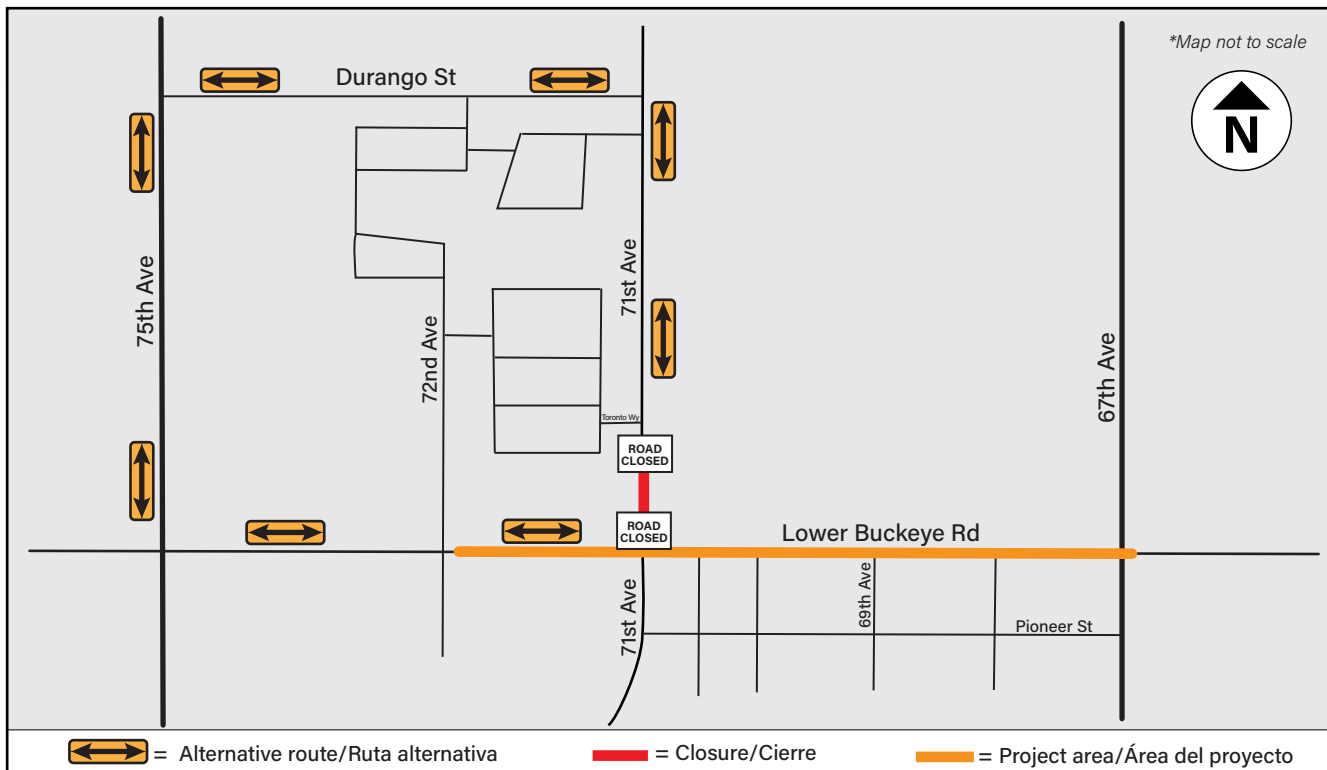 *Map not to scale
N
Durango St
75th Ave
72nd Ave
71st Ave
67th Ave
Toronto Wy
ROAD
CLOSED
ROAD
CLOSED
Lower Buckeye Rd
71st Ave
69th Ave
Pioneer St
= Alternative route/Ruta alternativa
= Closure/Cierre
= Project area/Área del proyecto